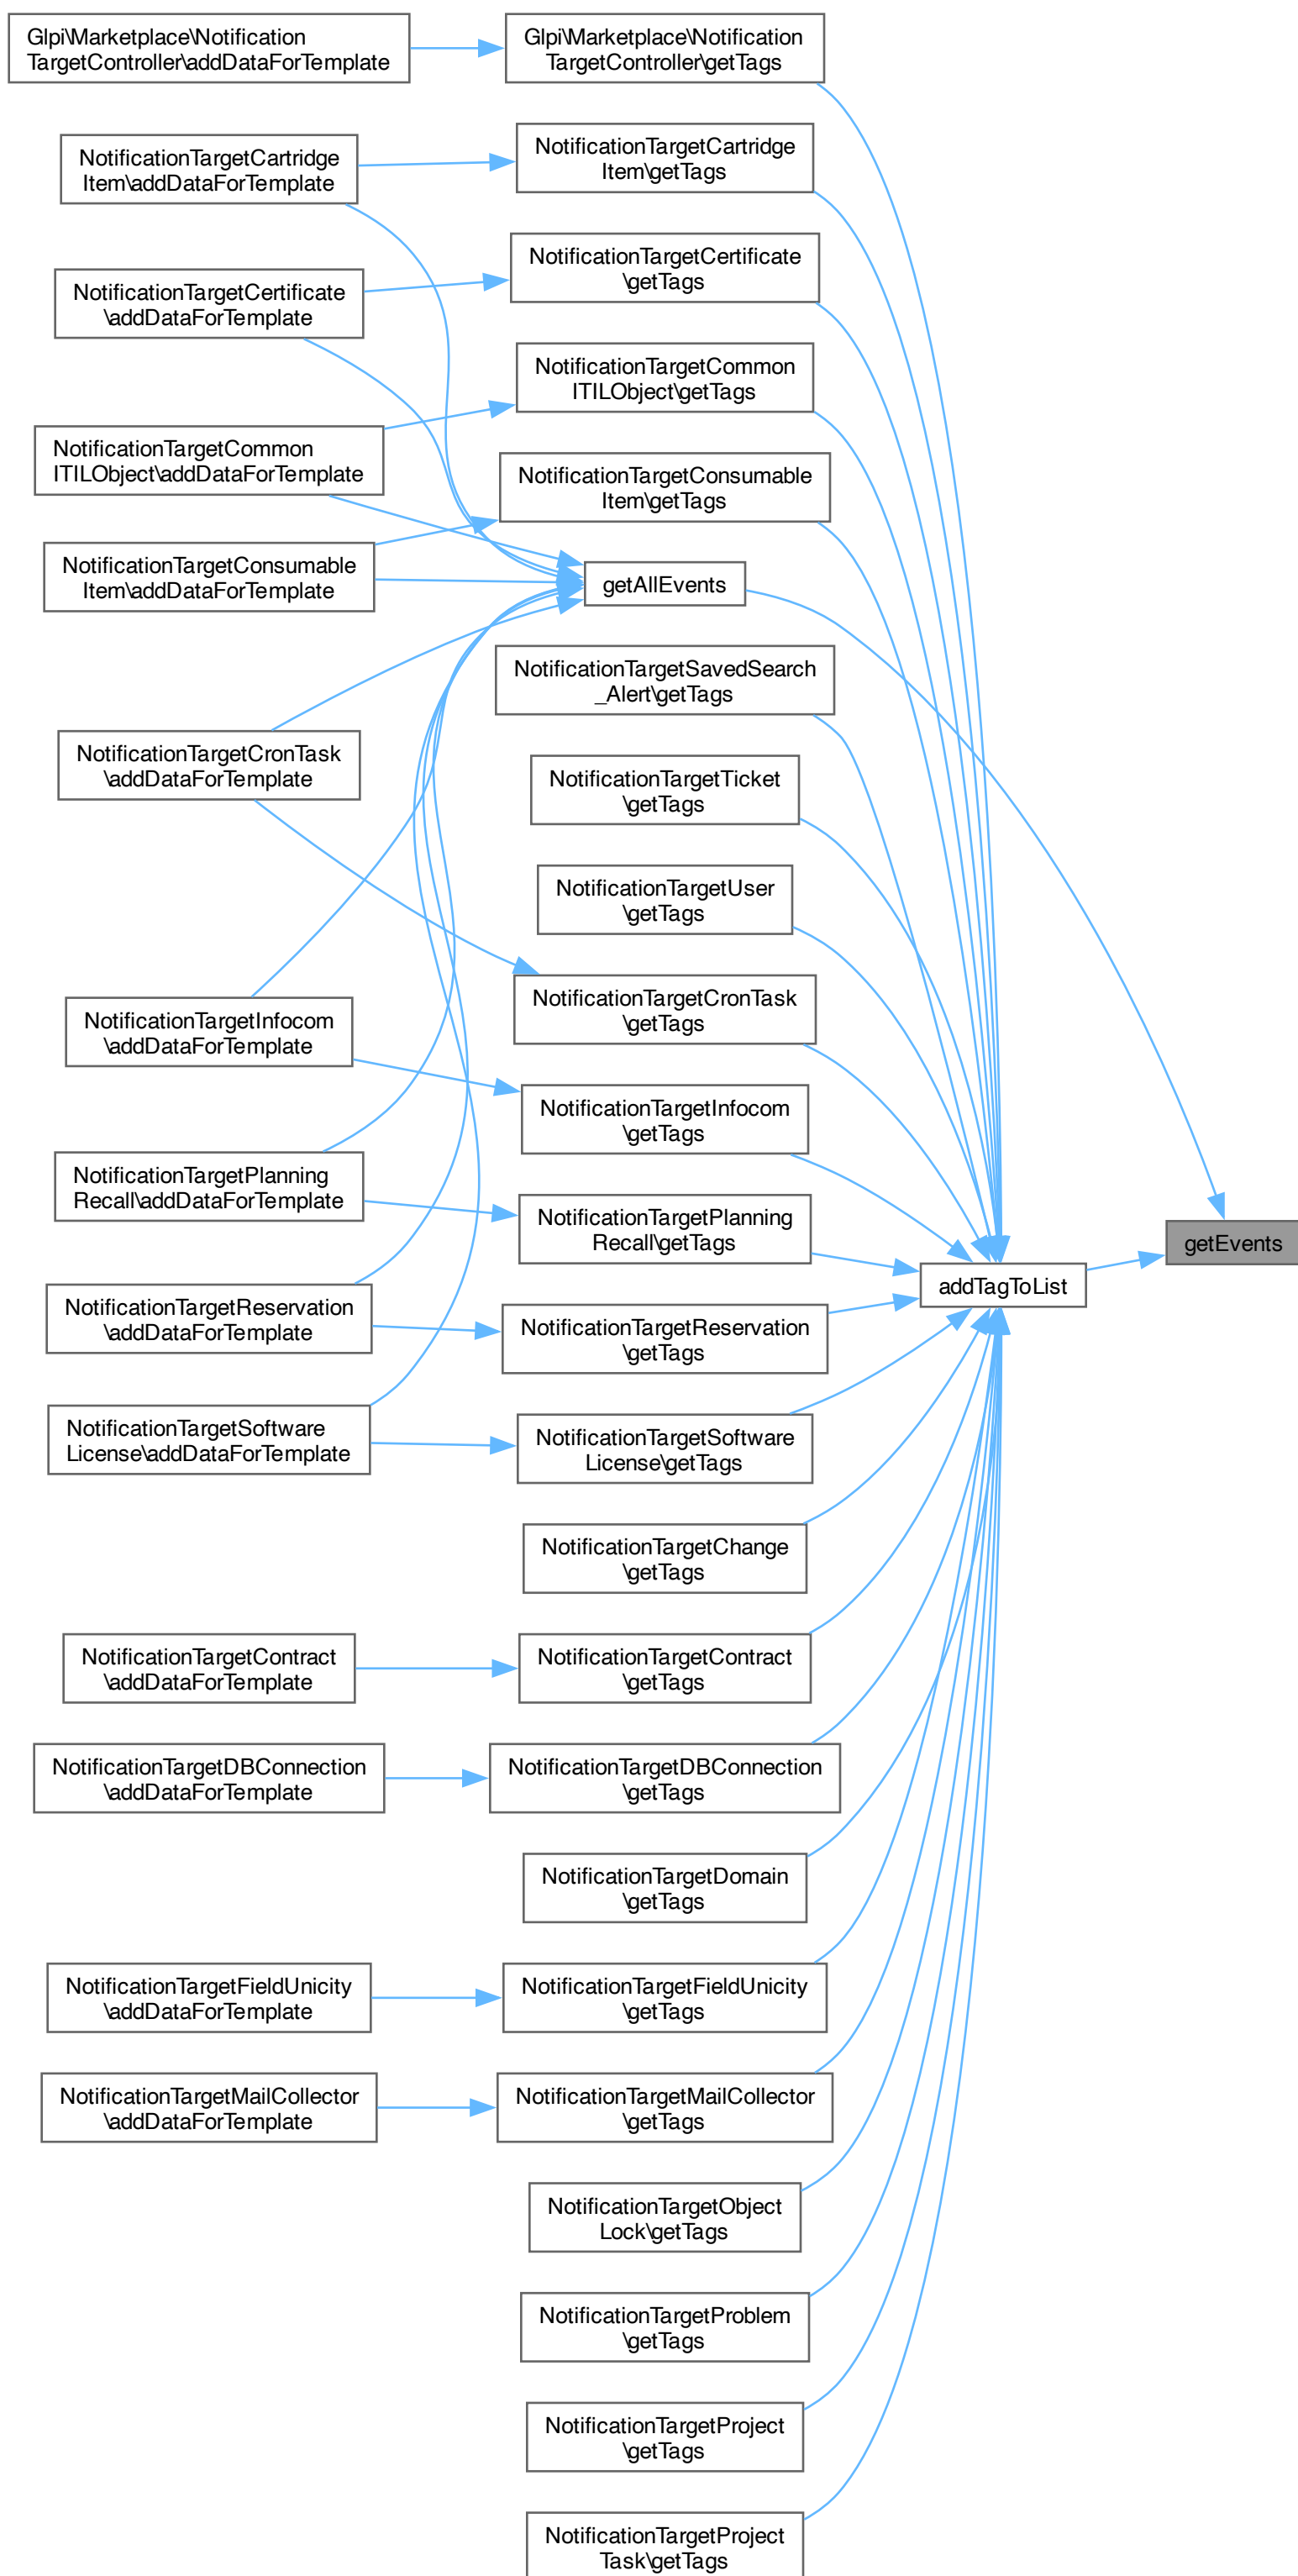 Glpi\Marketplace\Notification
TargetController\addDataForTemplate
Glpi\Marketplace\Notification
TargetController\getTags
NotificationTargetCartridge
Item\addDataForTemplate
NotificationTargetCartridge
Item\getTags
NotificationTargetCertificate
\getTags
NotificationTargetCertificate
\addDataForTemplate
NotificationTargetCommon
ITILObject\getTags
NotificationTargetCommon
ITILObject\addDataForTemplate
NotificationTargetConsumable
Item\getTags
NotificationTargetConsumable
Item\addDataForTemplate
getAllEvents
NotificationTargetSavedSearch
_Alert\getTags
NotificationTargetCronTask
\addDataForTemplate
NotificationTargetTicket
\getTags
NotificationTargetUser
\getTags
NotificationTargetCronTask
\getTags
NotificationTargetInfocom
\addDataForTemplate
NotificationTargetInfocom
\getTags
NotificationTargetPlanning
Recall\addDataForTemplate
NotificationTargetPlanning
Recall\getTags
getEvents
addTagToList
NotificationTargetReservation
\addDataForTemplate
NotificationTargetReservation
\getTags
NotificationTargetSoftware
License\addDataForTemplate
NotificationTargetSoftware
License\getTags
NotificationTargetChange
\getTags
NotificationTargetContract
\addDataForTemplate
NotificationTargetContract
\getTags
NotificationTargetDBConnection
\addDataForTemplate
NotificationTargetDBConnection
\getTags
NotificationTargetDomain
\getTags
NotificationTargetFieldUnicity
\addDataForTemplate
NotificationTargetFieldUnicity
\getTags
NotificationTargetMailCollector
\addDataForTemplate
NotificationTargetMailCollector
\getTags
NotificationTargetObject
Lock\getTags
NotificationTargetProblem
\getTags
NotificationTargetProject
\getTags
NotificationTargetProject
Task\getTags